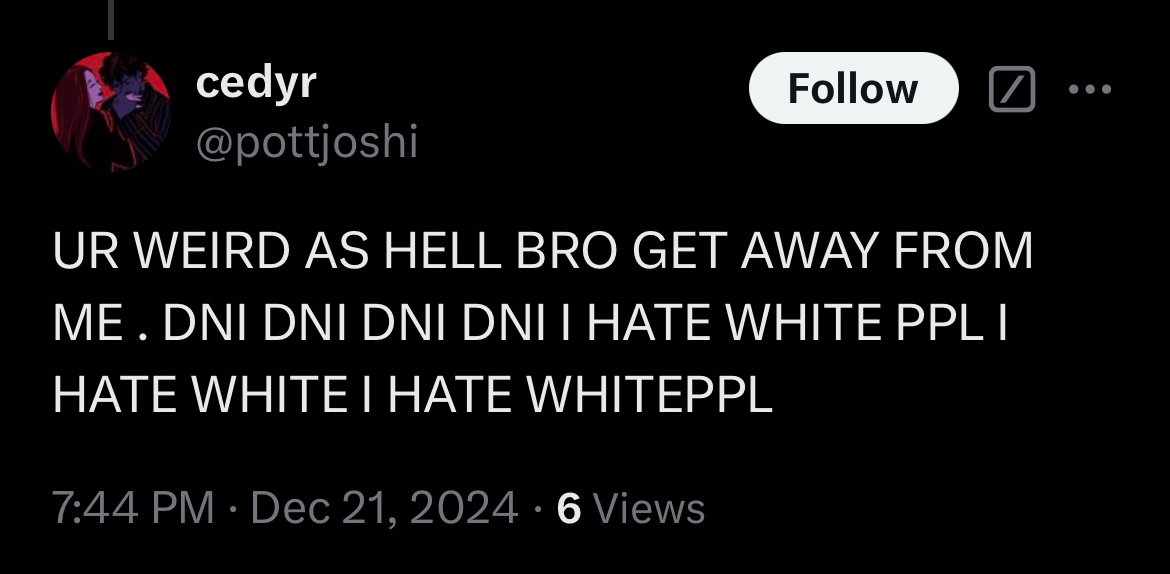 cedyr
Follow
@pottjoshi
UR WEIRD AS HELL BRO GET AWAY FROM
ME . DNI DNI DNI DNI I HATE WHITE PPL I
HATE WHITE I HATE WHITEPPL
7:44 PM · Dec 21, 2024 · 6 Views